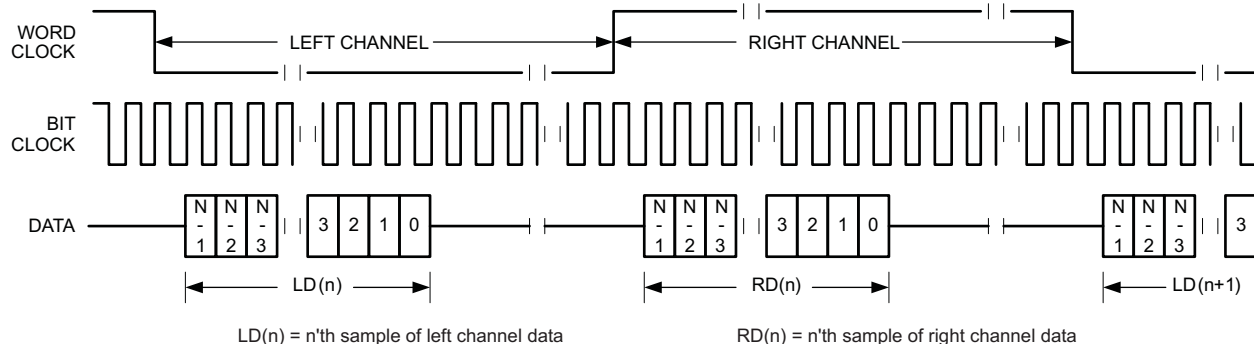 WORD
CLOCK
LEFT CHANNEL
RIGHT CHANNEL
BIT
CLOCK
DATA
N-1 N-2 N-3 3 2 1 0
N-1 N-2 N-3 3 2 1 0
N-1 N-2 N-3 3
LD(n)
RD(n)
LD(n+1)
LD(n) = n'th sample of left channel data
RD(n) = n'th sample of right channel data